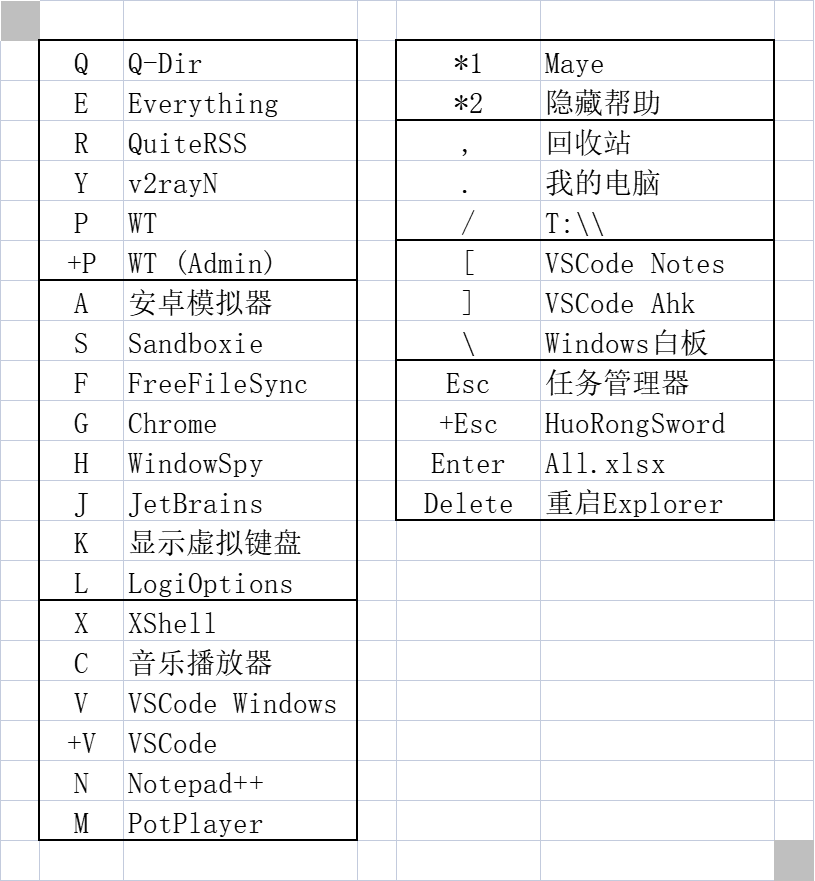 Q Q-Dir
E Everything
R QuiteRSS
Y v2rayN
P WT
+P WT (Admin)
A 安卓模拟器
S Sandboxie
F FreeFileSync
G Chrome
H WindowSpy
J JetBrains
K 显示虚拟键盘
L LogiOptions
X XShell
C 音乐播放器
V VSCode Windows
+V VSCode
N Notepad++
M PotPlayer
*1 Maye
*2 隐藏帮助
, 回收站
. 我的电脑
/ T:\\
[ VSCode Notes
] VSCode Ahk
\ Windows白板
Esc 任务管理器
+Esc HuoRongSword
Enter All.xlsx
Delete 重启Explorer